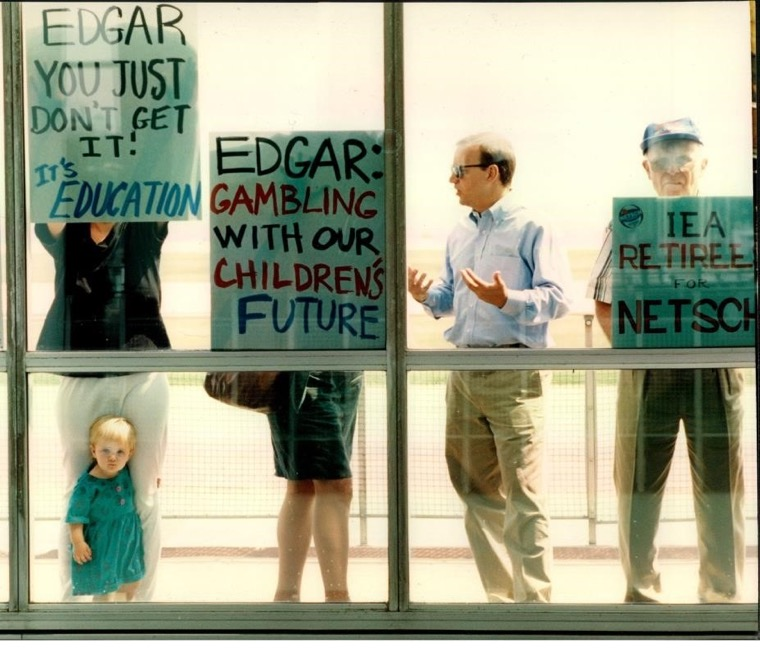 EDGAR
YOU JUST
DON'T GET
IT!
IT'S
EDUCATION
EDGAR:
GAMBLING
WITH OUR
CHILDREN'S
FUTURE
IEA
RETIREE
FOR
NETSCH